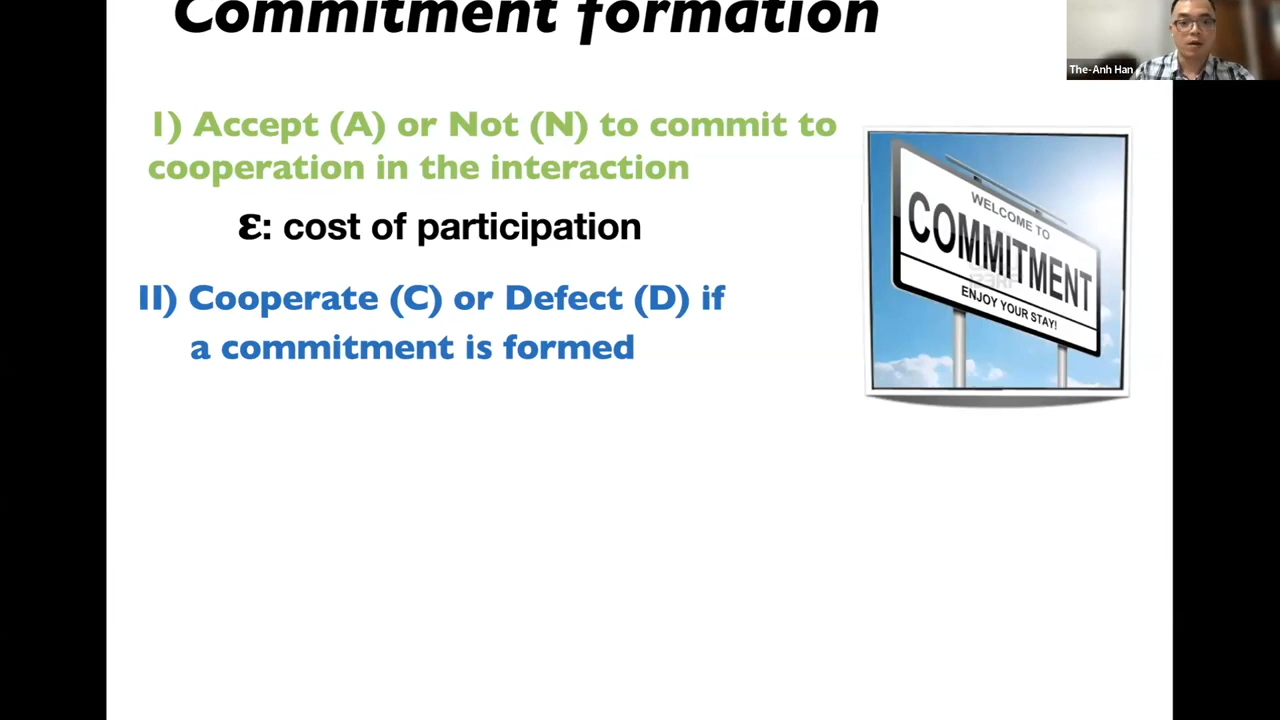 Commitment formation
The-Anh Han
I) Accept (A) or Not (N) to commit to
cooperation in the interaction
ε: cost of participation
II) Cooperate (C) or Defect (D) if
a commitment is formed
WELCOME TO
COMMITMENT
ENJOY YOUR STAY!